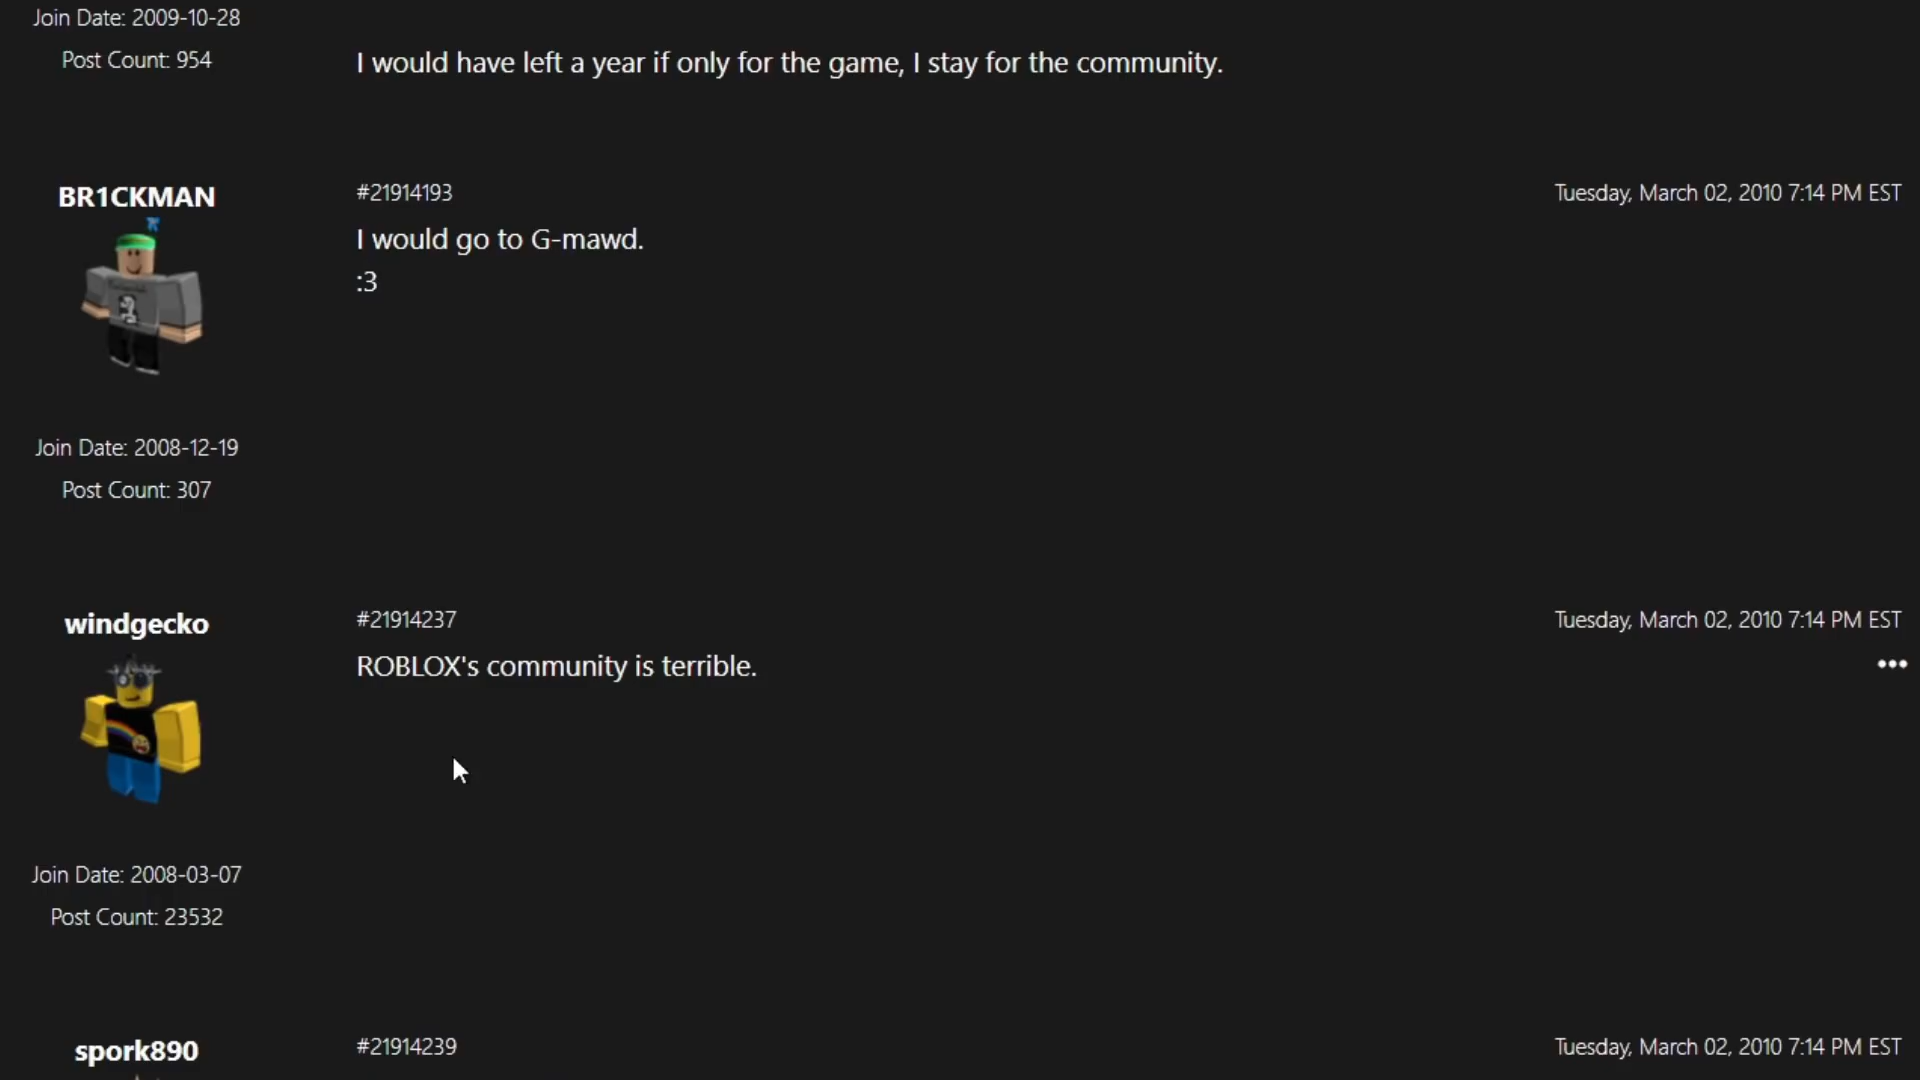 Join Date: 2009-10-28
Post Count: 954
I would have left a year if only for the game, I stay for the community.
BR1CKMAN
#21914193
Tuesday, March 02, 2010 7:14 PM EST
I would go to G-mawd.
:3
Join Date: 2008-12-19
Post Count: 307
windgecko
#21914237
Tuesday, March 02, 2010 7:14 PM EST
ROBLOX's community is terrible.
Join Date: 2008-03-07
Post Count: 23532
spork890
#21914239
Tuesday, March 02, 2010 7:14 PM EST